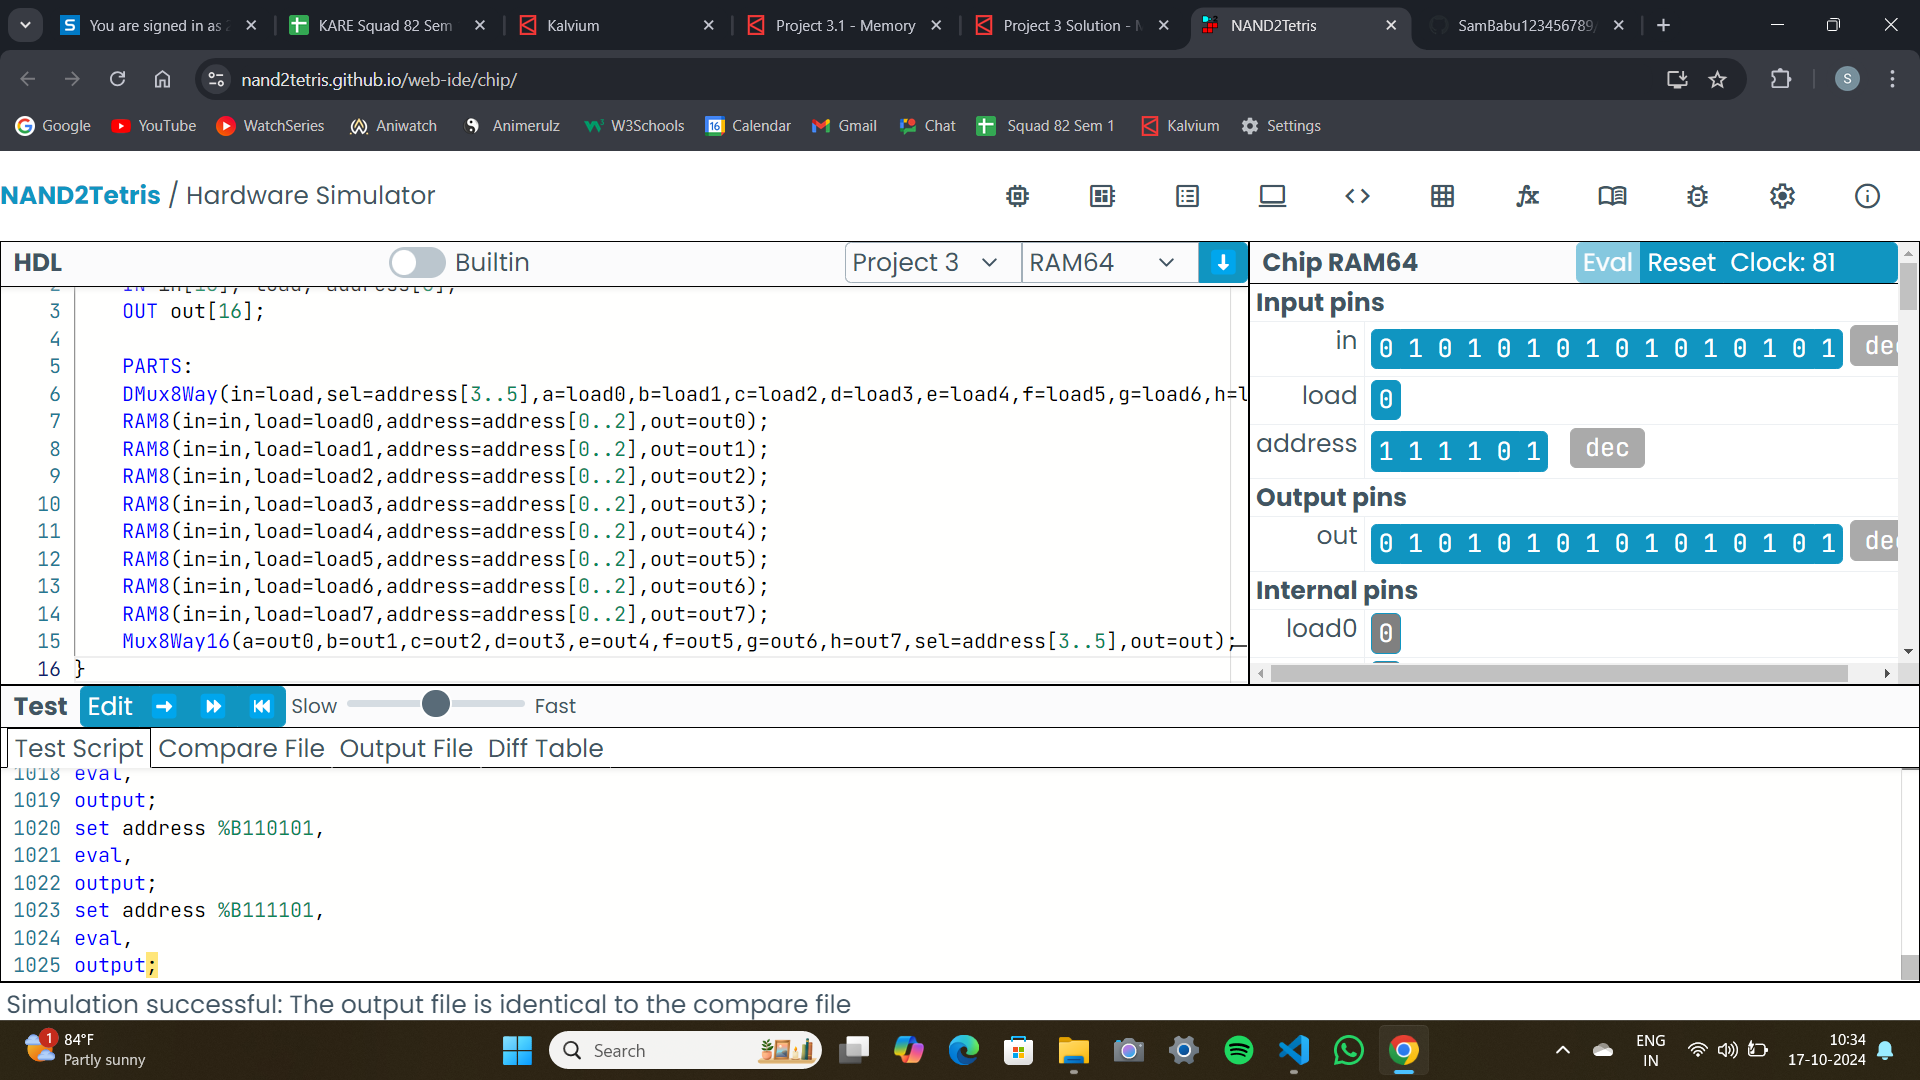 You are signed in as
KARE Squad 82 Sem
Kalvium
Project 3.1 - Memory
Project 3 Solution -
NAND2Tetris
SamBabu123456789/
nand2tetris.github.io/web-ide/chip/
S
Google YouTube WatchSeries Aniwatch Animerulz W3Schools Calendar Gmail Chat Squad 82 Sem 1 Kalvium Settings
NAND2Tetris / Hardware Simulator
HDL Builtin Project 3 RAM64
3 OUT out[16];
4
5 PARTS:
6 DMux8Way(in=load,sel=address[3..5],a=load0,b=load1,c=load2,d=load3,e=load4,f=load5,g=load6,h=l
7 RAM8(in=in,load=load0,address=address[0..2],out=out0);
8 RAM8(in=in,load=load1,address=address[0..2],out=out1);
9 RAM8(in=in,load=load2,address=address[0..2],out=out2);
10 RAM8(in=in,load=load3,address=address[0..2],out=out3);
11 RAM8(in=in,load=load4,address=address[0..2],out=out4);
12 RAM8(in=in,load=load5,address=address[0..2],out=out5);
13 RAM8(in=in,load=load6,address=address[0..2],out=out6);
14 RAM8(in=in,load=load7,address=address[0..2],out=out7);
15 Mux8Way16(a=out0,b=out1,c=out2,d=out3,e=out4,f=out5,g=out6,h=out7,sel=address[3..5],out=out);
16 }
Chip RAM64 Eval Reset Clock: 81
Input pins
in 0 1 0 1 0 1 0 1 0 1 0 1 0 1 0 1 dec
load 0
address 1 1 1 1 0 1 dec
Output pins
out 0 1 0 1 0 1 0 1 0 1 0 1 0 1 0 1 dec
Internal pins
load0 0
Test Edit Slow Fast
Test Script Compare File Output File Diff Table
1018 eval,
1019 output;
1020 set address %B110101,
1021 eval,
1022 output;
1023 set address %B111101,
1024 eval,
1025 output;
Simulation successful: The output file is identical to the compare file
1
84°F
Partly sunny
Search
ENG
IN
10:34
17-10-2024